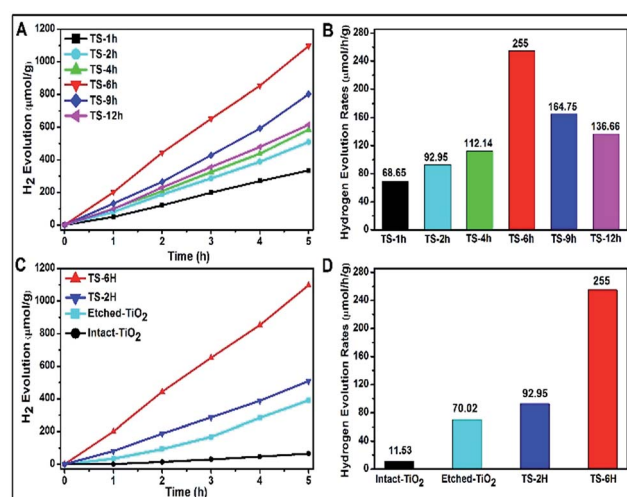 A
TS-1h
TS-2h
TS-4h
TS-6h
TS-9h
TS-12h
H2 Evolution (μmol/g)
1200
1000
800
600
400
200
0
0 1 2 3 4 5
Time (h)
B
Hydrogen Evolution Rates (μmol/h/g)
280
240
200
160
120
80
40
0
68.65
92.95
112.14
255
164.75
136.66
TS-1h TS-2h TS-4h TS-6h TS-9h TS-12h
C
TS-6H
TS-2H
Etched-TiO2
Intact-TiO2
H2 Evolution (μmol/g)
1200
1000
800
600
400
200
0
0 1 2 3 4 5
Time (h)
D
Hydrogen Evolution Rates (μmol/h/g)
280
240
200
160
120
80
40
0
11.53
70.02
92.95
255
Intact-TiO2 Etched-TiO2 TS-2H TS-6H